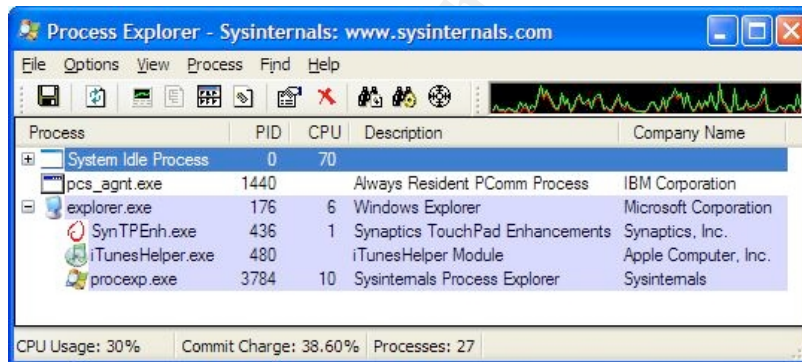 Process Explorer - Sysinternals: www.sysinternals.com
File Options View Process Find Help
Process PID CPU Description Company Name
System Idle Process 0 70
pcs_agnt.exe 1440 Always Resident PComm Process IBM Corporation
explorer.exe 176 6 Windows Explorer Microsoft Corporation
SynTPEnh.exe 436 1 Synaptics TouchPad Enhancements Synaptics, Inc.
iTunesHelper.exe 480 iTunesHelper Module Apple Computer, Inc.
procexp.exe 3784 10 Sysinternals Process Explorer Sysinternals
CPU Usage: 30% Commit Charge: 38.60% Processes: 27